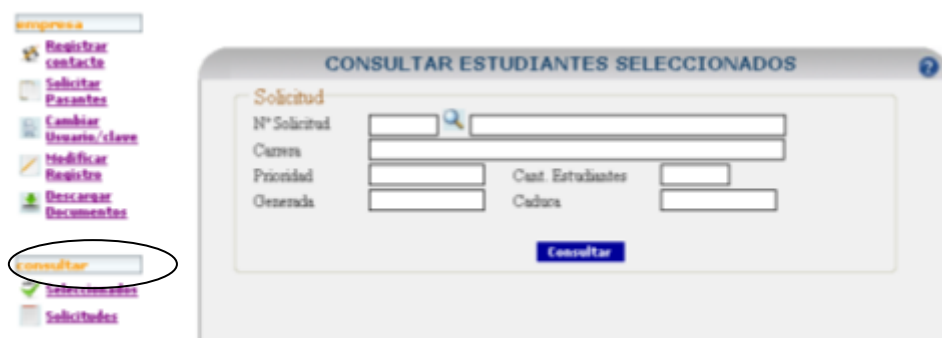 empresa
Registrar
contacto
Solicitar
Pasantes
Cambiar
Usuario/clave
Modificar
Registro
Descargar
Documentos
consultar
Seleccionados
Solicitudes
CONSULTAR ESTUDIANTES SELECCIONADOS
?
Solicitud
N° Solicitud
Carrera
Prioridad Cant. Estudiantes
Generada Caduca
Consultar